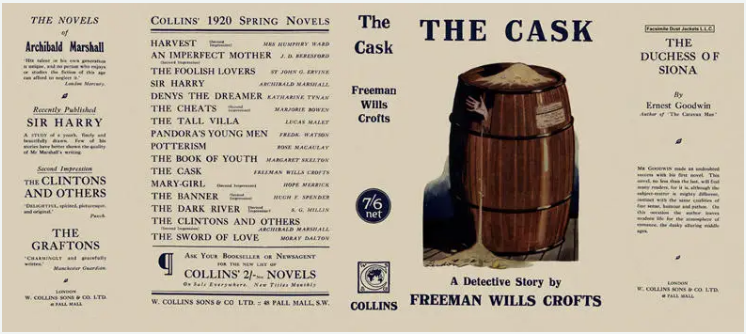 THE NOVELS
of
Archibald Marshall
'His talent in his own generation
is unique, and no person who enjoys
or studies the fiction of this age
can afford to neglect it.'
London Mercury.
Recently Published
SIR HARRY
A STUDY of a youth, finely and
beautifully drawn. Few of his
stories have better shown the quality
of Mr Marshall's writing.
Second Impression
THE CLINTONS
AND OTHERS
'DELIGHTFUL, spirited, picturesque,
and original.'
Punch.
THE
GRAFTONS
'CHARMINGLY and gracefully
written.'
Manchester Guardian.
LONDON
W. COLLINS SONS & CO. LTD.
48 PALL MALL
COLLINS' 1920 SPRING NOVELS
HARVEST (Second Impression) MRS HUMPHRY WARD
AN IMPERFECT MOTHER J. D. BERESFORD
(Second Impression)
THE FOOLISH LOVERS ST JOHN G. ERVINE
SIR HARRY ARCHIBALD MARSHALL
DENYS THE DREAMER KATHARINE TYNAN
THE CHEATS (Second Impression) MARJORIE BOWEN
THE TALL VILLA LUCAS MALET
PANDORA'S YOUNG MEN FREDK. WATSON
POTTERISM ROSE MACAULAY
THE BOOK OF YOUTH MARGARET SKELTON
THE CASK FREEMAN WILLS CROFTS
MARY-GIRL (Second Impression) HOPE MERRICK
THE BANNER (Second Impression) HUGH F. SPENDER
THE DARK RIVER (Second Impression) S. G. MILLIN
THE CLINTONS AND OTHERS
(Second Impression) ARCHIBALD MARSHALL
THE SWORD OF LOVE MORAY DALTON
¶ ASK YOUR BOOKSELLER OR NEWSAGENT
FOR THE NEW LIST OF
COLLINS' 2/- Net NOVELS
On Sale Everywhere. New Titles Monthly
W. COLLINS SONS & CO LTD. :: 48 PALL MALL, S.W.
The
Cask
Freeman
Wills
Crofts
7/6
net
COLLINS
THE CASK
A Detective Story by
FREEMAN WILLS CROFTS
Facsimile Dust Jackets L.L.C.
THE
DUCHESS OF
SIONA
By
Ernest Goodwin
Author of 'The Caravan Man'
MR GOODWIN made an undoubted
success with his first novel. This
novel, no less than the last, will find
many readers, for it is, although the
subject-matter is mighty different,
instinct with the same qualities of
fine sense, humour and pathos. On
this occasion the author leaves
modern life for the atmosphere of
romance, the dusky, alluring middle
ages.
LONDON
W. COLLINS SONS & CO. LTD.
48 PALL MALL